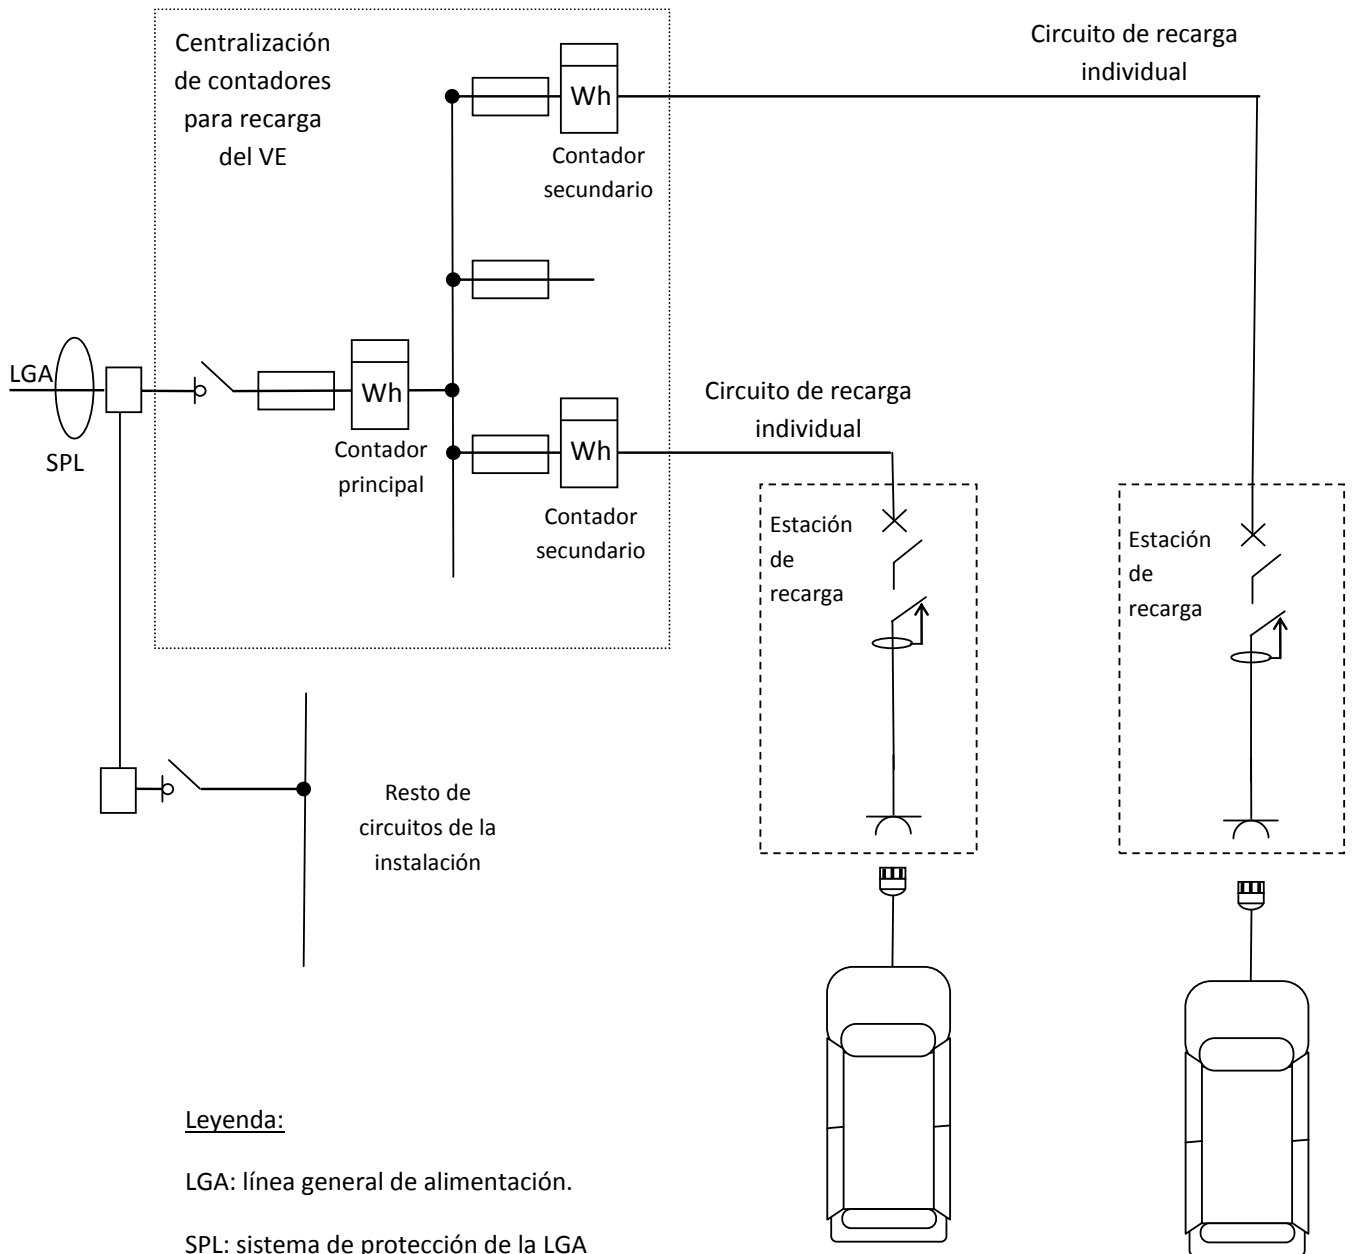 Centralización
de contadores
para recarga
del VE
Wh
Contador
secundario
Circuito de recarga
individual
LGA
SPL
Wh
Contador
principal
Wh
Contador
secundario
Circuito de recarga
individual
Estación
de
recarga
Estación
de
recarga
Resto de
circuitos de la
instalación
Leyenda:
LGA: línea general de alimentación.
SPL: sistema de protección de la LGA